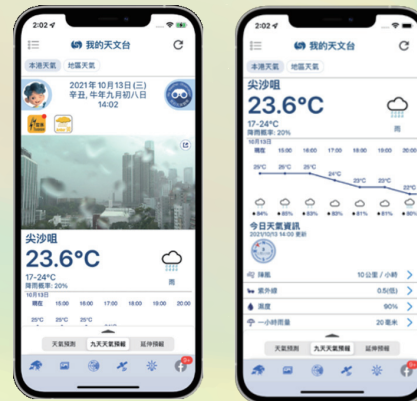 2:02
我的天文台
本港天氣 地區天氣
2021年10月13日(三)
辛丑, 牛年九月初八日
14:02
尖沙咀
23.6°C
17-24°C
降雨概率: 20%
雨
10月13日
現在 15:00 16:00 17:00 18:00 19:00 20:00
25°C 25°C 25°C
天氣預測 九天天氣預報 延伸預報
9+
2:02
我的天文台
本港天氣 地區天氣
尖沙咀
23.6°C
17-24°C
降雨概率: 20%
雨
10月13日
現在 15:00 16:00 17:00 18:00 19:00 20:00
25°C 25°C 25°C 24°C 23°C 23°C 22°C
84% 85% 83% 83% 81% 81% 80%
今日天氣資訊
2021/10/13 14:00 更新
陣風 10公里 / 小時
紫外線 0.5(低)
濕度 90%
一小時雨量 20 毫米
天氣預測 九天天氣預報 延伸預報
9+